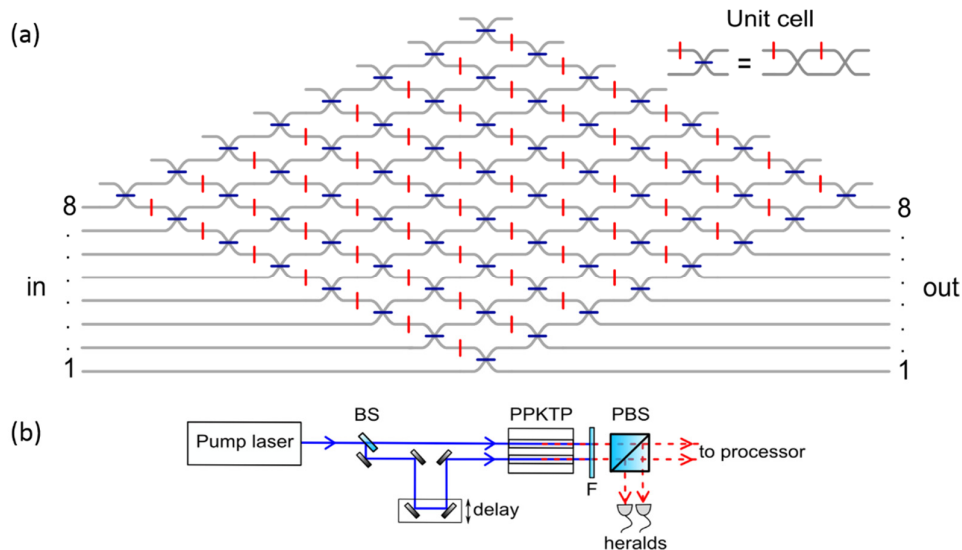 (a)
Unit cell
=
8
8
.
.
.
.
in
out
.
.
1
1
(b)
BS
PPKTP
PBS
Pump laser
to processor
F
delay
heralds